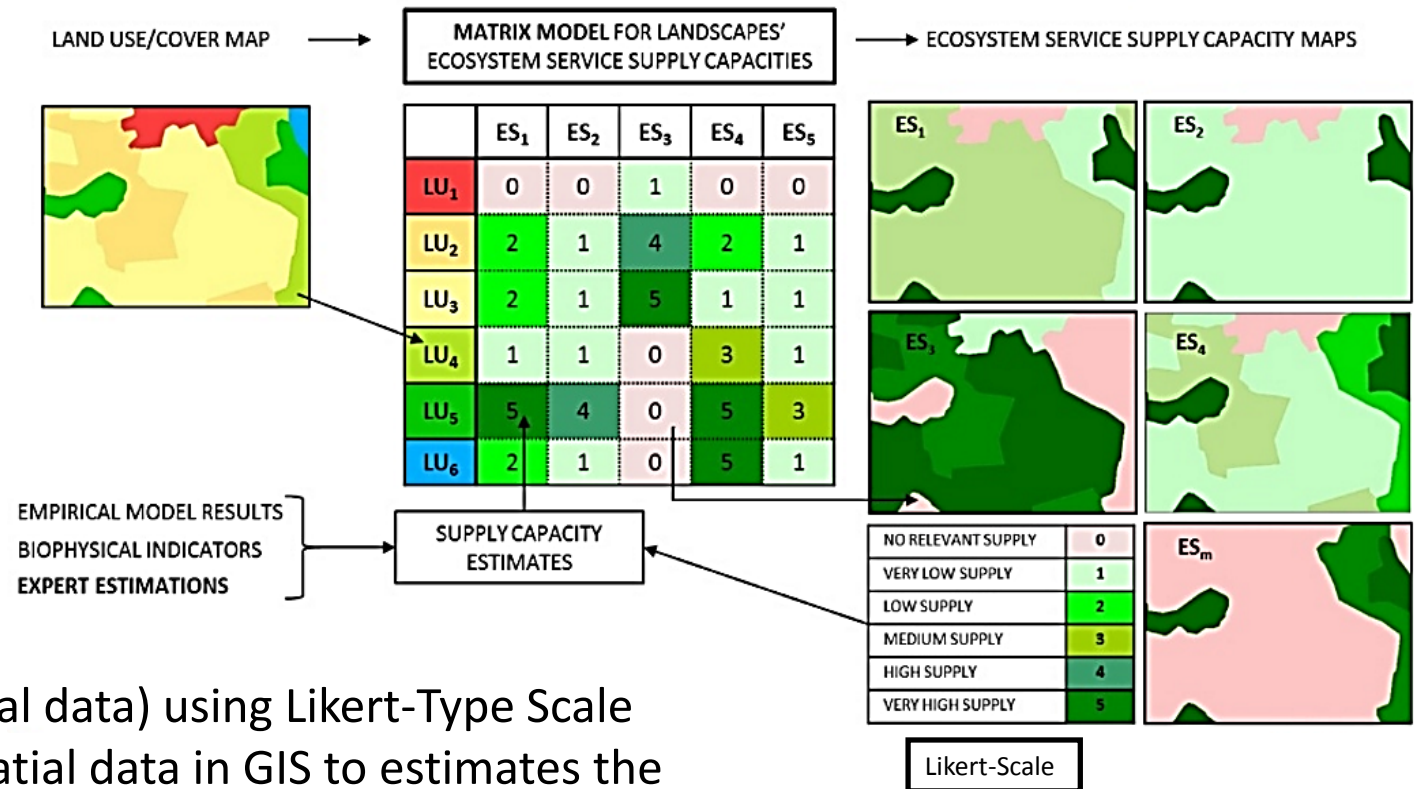 LAND USE/COVER MAP
MATRIX MODEL FOR LANDSCAPES'
ECOSYSTEM SERVICE SUPPLY CAPACITIES
ECOSYSTEM SERVICE SUPPLY CAPACITY MAPS
ES1 ES2 ES3 ES4 ES5
LU1 0 0 1 0 0
LU2 2 1 4 2 1
LU3 2 1 5 1 1
LU4 1 1 0 3 1
LU5 5 4 0 5 3
LU6 2 1 0 5 1
ES1
ES2
ES3
ES4
ESm
EMPIRICAL MODEL RESULTS
BIOPHYSICAL INDICATORS
EXPERT ESTIMATIONS
SUPPLY CAPACITY
ESTIMATES
NO RELEVANT SUPPLY 0
VERY LOW SUPPLY 1
LOW SUPPLY 2
MEDIUM SUPPLY 3
HIGH SUPPLY 4
VERY HIGH SUPPLY 5
Likert-Scale
al data) using Likert-Type Scale
atial data in GIS to estimates the